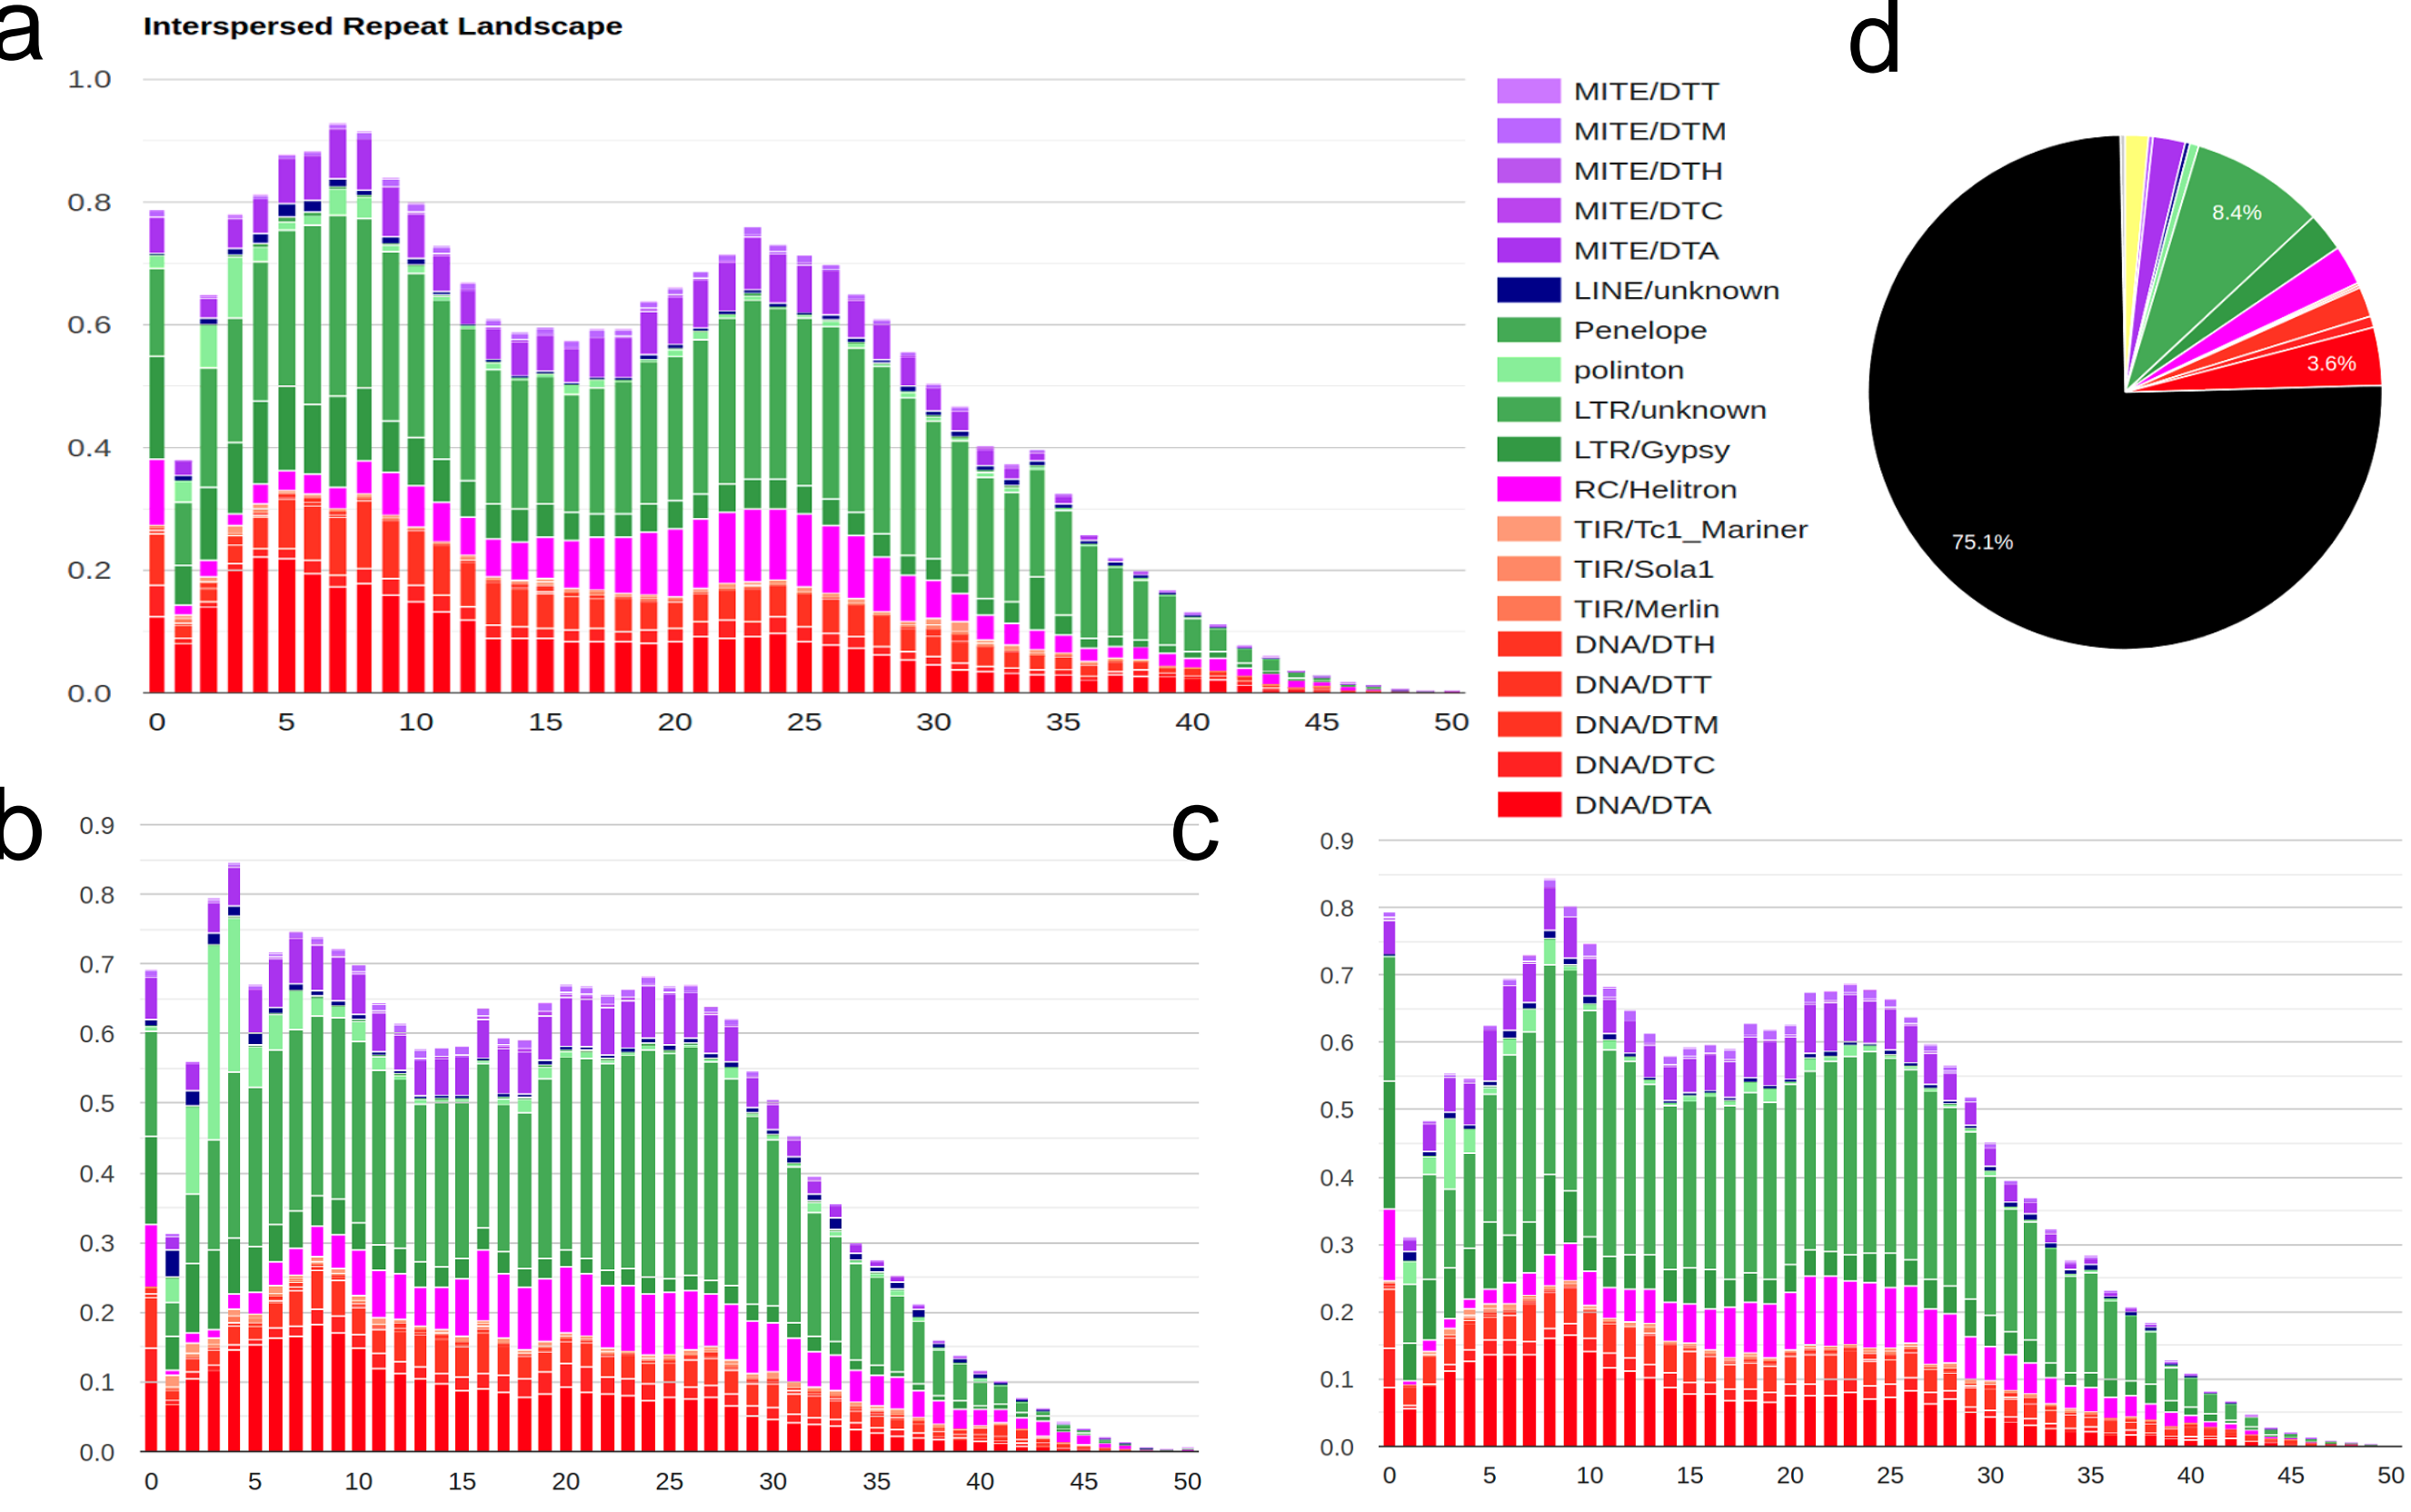 a
Interspersed Repeat Landscape
1.0
0.8
0.6
0.4
0.2
0.0
0 5 10 15 20 25 30 35 40 45 50
MITE/DTT
MITE/DTM
MITE/DTH
MITE/DTC
MITE/DTA
LINE/unknown
Penelope
polinton
LTR/unknown
LTR/Gypsy
RC/Helitron
TIR/Tc1_Mariner
TIR/Sola1
TIR/Merlin
DNA/DTH
DNA/DTT
DNA/DTM
DNA/DTC
DNA/DTA
d
8.4%
3.6%
75.1%
b
0.9
0.8
0.7
0.6
0.5
0.4
0.3
0.2
0.1
0.0
0 5 10 15 20 25 30 35 40 45 50
c
0.9
0.8
0.7
0.6
0.5
0.4
0.3
0.2
0.1
0.0
0 5 10 15 20 25 30 35 40 45 50